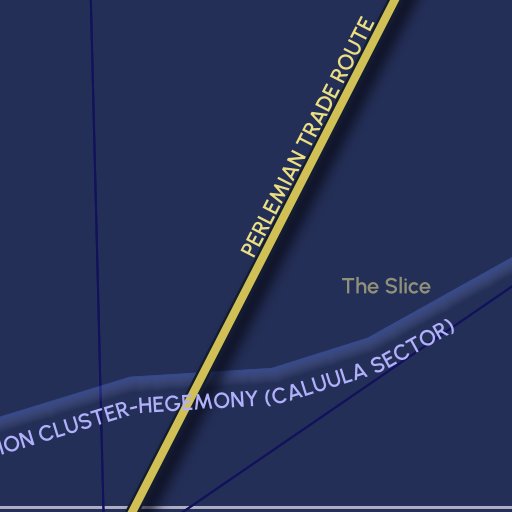 PERLEMIAN TRADE ROUTE
The Slice
ION CLUSTER-HEGEMONY (CALUULA SECTOR)